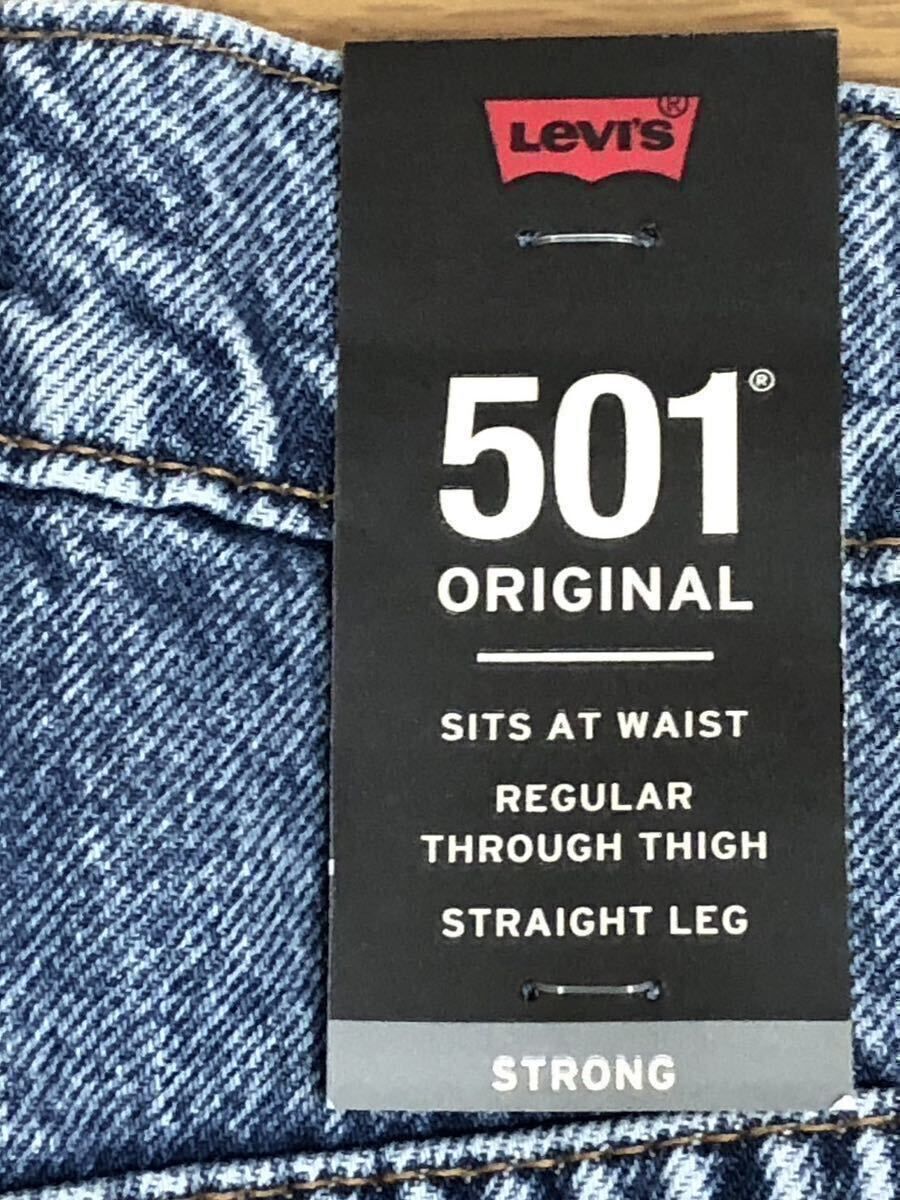 LEVI'S®
501®
ORIGINAL
SITS AT WAIST
REGULAR
THROUGH THIGH
STRAIGHT LEG
STRONG